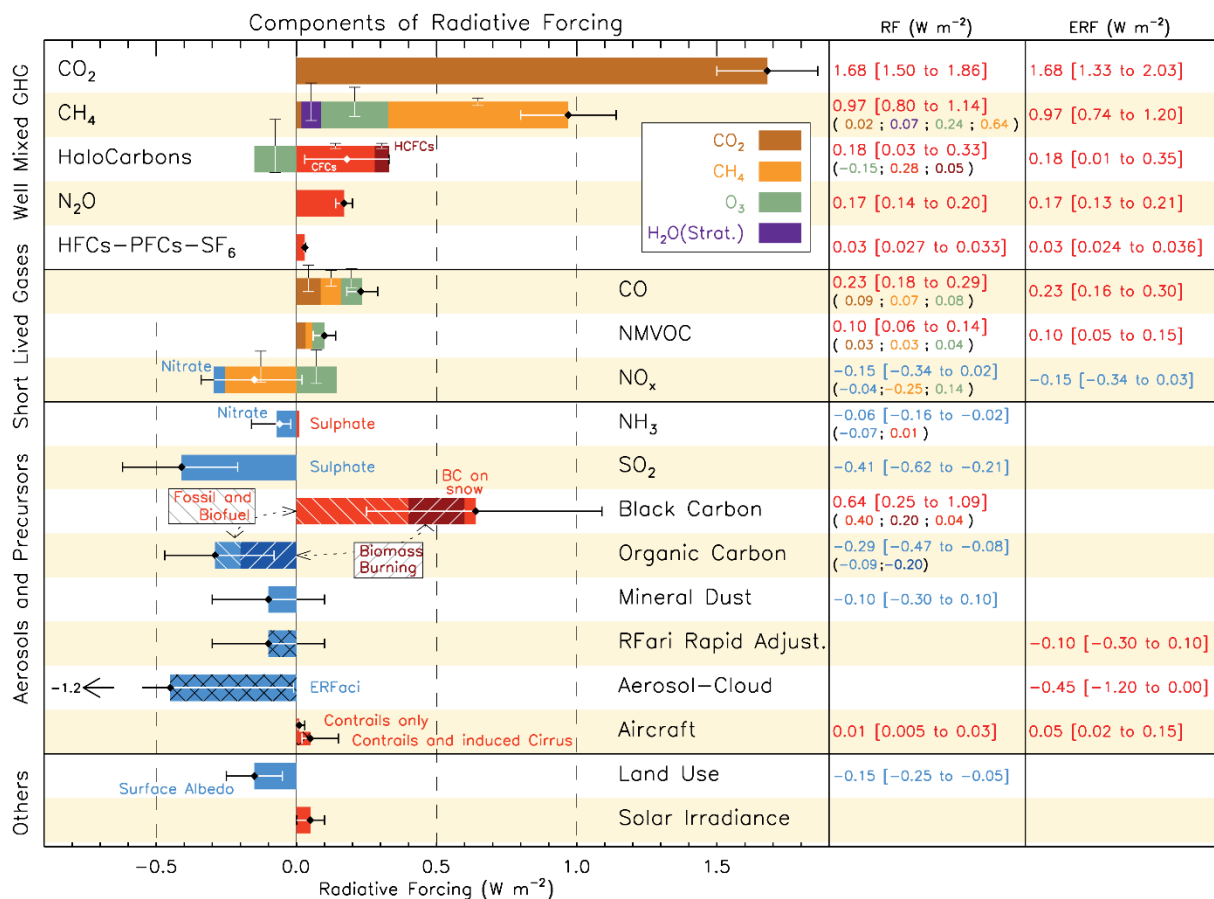 Components of Radiative Forcing
RF (W m⁻²)
ERF (W m⁻²)
Well Mixed GHG
CO₂
1.68 [1.50 to 1.86]
1.68 [1.33 to 2.03]
CH₄
0.97 [0.80 to 1.14]
(0.02 ; 0.07 ; 0.24 ; 0.64)
0.97 [0.74 to 1.20]
HaloCarbons
CFCs
HCFCs
0.18 [0.03 to 0.33]
(−0.15; 0.28 ; 0.05)
0.18 [0.01 to 0.35]
N₂O
0.17 [0.14 to 0.20]
0.17 [0.13 to 0.21]
HFCs−PFCs−SF₆
0.03 [0.027 to 0.033]
0.03 [0.024 to 0.036]
CO₂
CH₄
O₃
H₂O(Strat.)
Short Lived Gases
CO
0.23 [0.18 to 0.29]
(0.09 ; 0.07 ; 0.08)
0.23 [0.16 to 0.30]
NMVOC
0.10 [0.06 to 0.14]
(0.03 ; 0.03 ; 0.04)
0.10 [0.05 to 0.15]
Nitrate
NOₓ
−0.15 [−0.34 to 0.02]
(−0.04; −0.25 ; 0.14)
−0.15 [−0.34 to 0.03]
Aerosols and Precursors
Nitrate
Sulphate
NH₃
−0.06 [−0.16 to −0.02]
(−0.07; 0.01)
Sulphate
SO₂
−0.41 [−0.62 to −0.21]
Fossil and
Biofuel
BC on
snow
Black Carbon
0.64 [0.25 to 1.09]
(0.40; 0.20 ; 0.04)
Biomass
Burning
Organic Carbon
−0.29 [−0.47 to −0.08]
(−0.09;−0.20)
Mineral Dust
−0.10 [−0.30 to 0.10]
RFari Rapid Adjust.
−0.10 [−0.30 to 0.10]
−1.2
ERFaci
Aerosol−Cloud
−0.45 [−1.20 to 0.00]
Contrails only
Contrails and induced Cirrus
Aircraft
0.01 [0.005 to 0.03]
0.05 [0.02 to 0.15]
Others
Surface Albedo
Land Use
−0.15 [−0.25 to −0.05]
Solar Irradiance
−0.5
0.0
0.5
1.0
1.5
Radiative Forcing (W m⁻²)